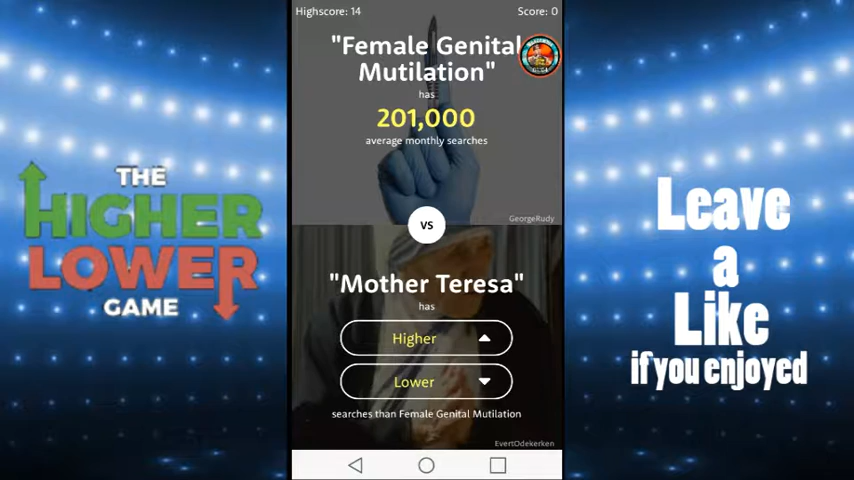 Highscore: 14
Score: 0
"Female Genital
Mutilation"
has
201,000
average monthly searches
GeorgeRudy
VS
"Mother Teresa"
has
Higher
Lower
searches than Female Genital Mutilation
EvertOdekerken
THE
HIGHER
LOWER
GAME
Leave
a
Like
if you enjoyed